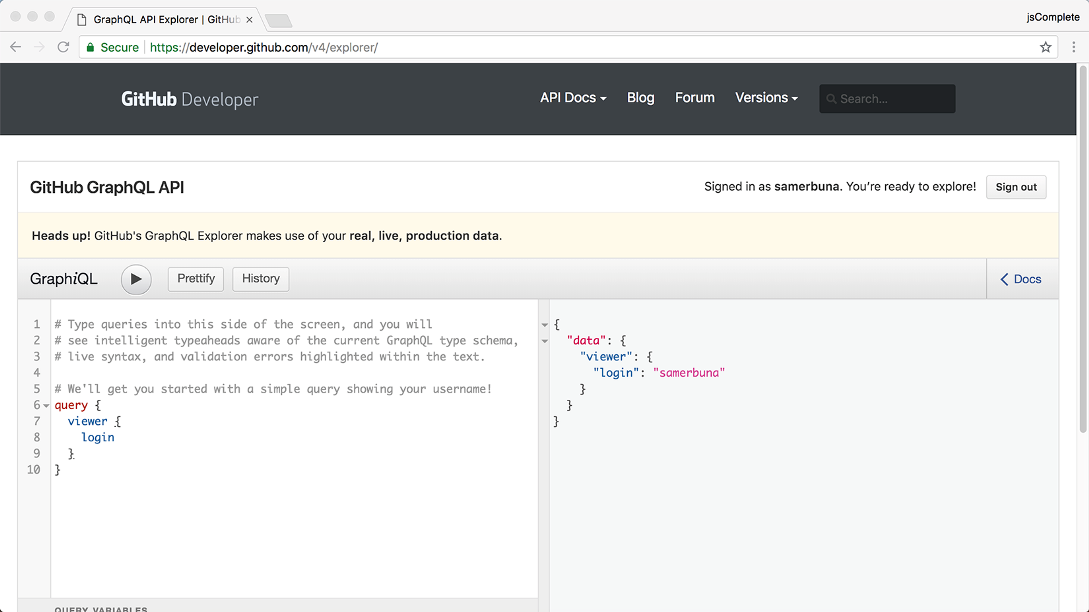 GraphQL API Explorer | GitHub
jsComplete
Secure https://developer.github.com/v4/explorer/
GitHub Developer
API Docs
Blog
Forum
Versions
Search...
GitHub GraphQL API
Signed in as samerbuna. You're ready to explore!
Sign out
Heads up! GitHub's GraphQL Explorer makes use of your real, live, production data.
GraphiQL
Prettify
History
Docs
1 # Type queries into this side of the screen, and you will
2 # see intelligent typeaheads aware of the current GraphQL type schema,
3 # live syntax, and validation errors highlighted within the text.
4
5 # We'll get you started with a simple query showing your username!
6 query {
7 viewer {
8 login
9 }
10 }
{
"data": {
"viewer": {
"login": "samerbuna"
}
}
}
QUERY VARIABLES